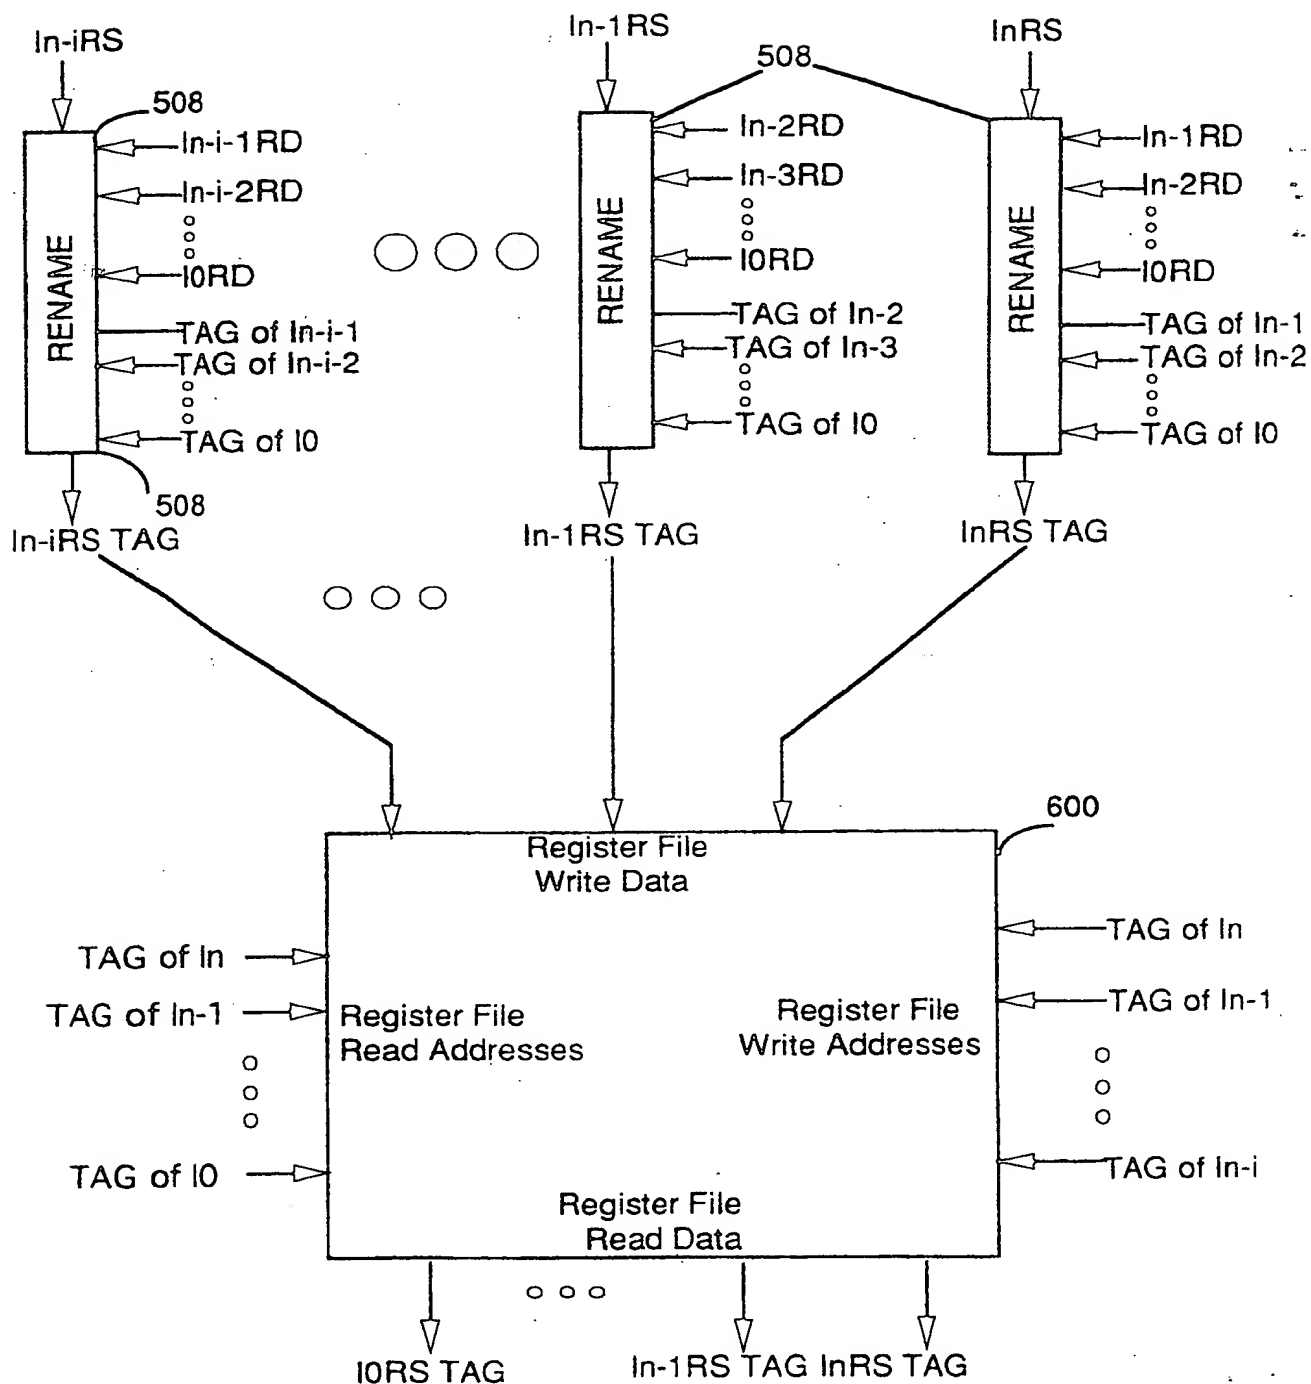 In-iRS
In-1RS
InRS
508
508
RENAME
In-i-1RD
In-i-2RD
I0RD
TAG of In-i-1
TAG of In-i-2
TAG of I0
508
In-iRS TAG
RENAME
In-2RD
In-3RD
I0RD
TAG of In-2
TAG of In-3
TAG of I0
In-1RS TAG
RENAME
In-1RD
In-2RD
I0RD
TAG of In-1
TAG of In-2
TAG of I0
InRS TAG
600
Register File
Write Data
TAG of In
TAG of In-1
TAG of I0
Register File
Read Addresses
Register File
Write Addresses
TAG of In
TAG of In-1
TAG of In-i
Register File
Read Data
I0RS TAG
In-1RS TAG
InRS TAG